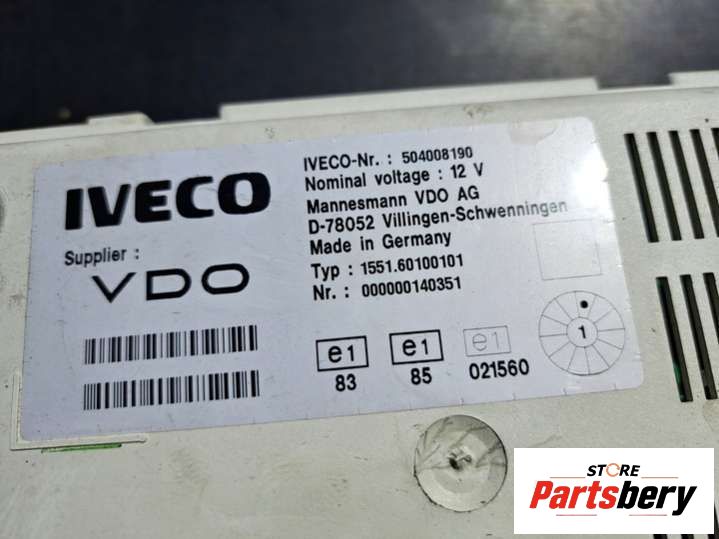 IVECO
Supplier :
VDO
IVECO-Nr. : 504008190
Nominal voltage : 12 V
Mannesmann VDO AG
D-78052 Villingen-Schwenningen
Made in Germany
Typ : 1551.60100101
Nr. : 000000140351
e1 e1 e1
83 85 021560
1
STORE
Partsbery